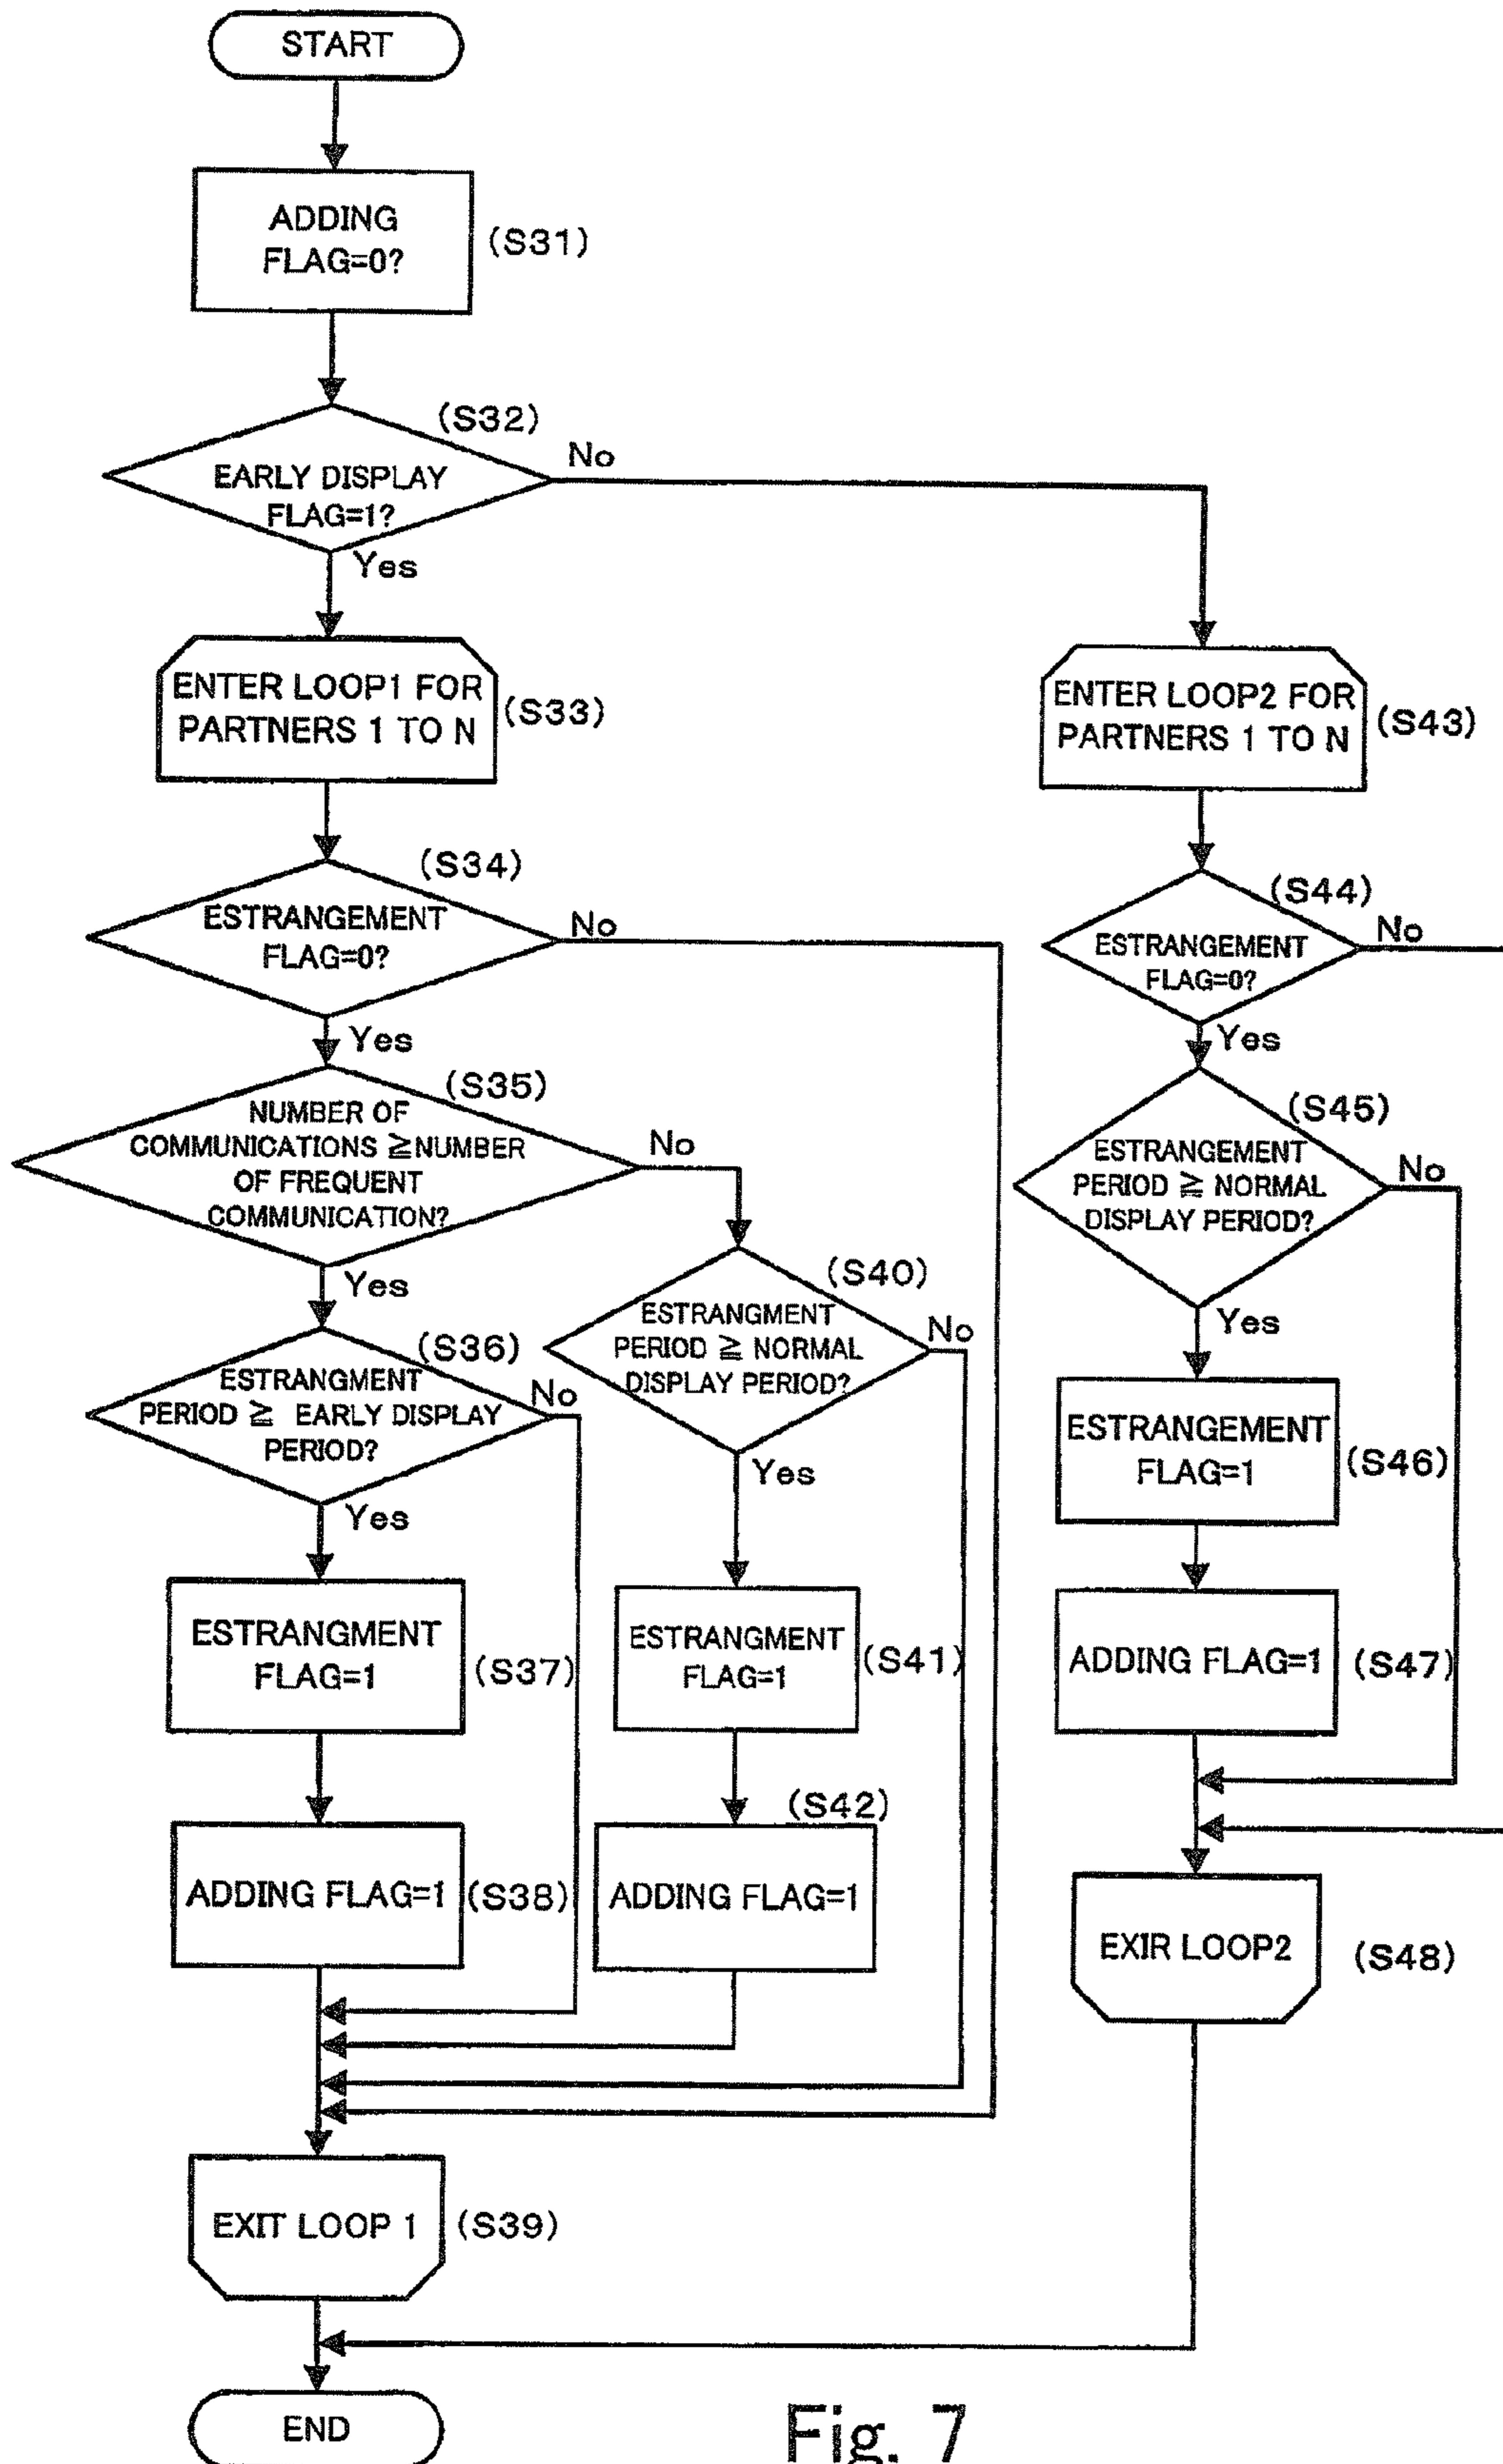 START
ADDING
FLAG=0?
(S31)
(S32)
EARLY DISPLAY
FLAG=1?
No
Yes
ENTER LOOP1 FOR
PARTNERS 1 TO N
(S33)
ENTER LOOP2 FOR
PARTNERS 1 TO N
(S43)
(S34)
ESTRANGEMENT
FLAG=0?
No
Yes
(S44)
ESTRANGEMENT
FLAG=0?
No
Yes
(S35)
NUMBER OF
COMMUNICATIONS ≧NUMBER
OF FREQUENT
COMMUNICATION?
No
Yes
(S45)
ESTRANGEMENT
PERIOD ≧ NORMAL
DISPLAY PERIOD?
No
Yes
(S36)
ESTRANGMENT
PERIOD ≧ EARLY DISPLAY
PERIOD?
No
Yes
(S40)
ESTRANGMENT
PERIOD ≧ NORMAL
DISPLAY PERIOD?
No
Yes
ESTRANGEMENT
FLAG=1
(S46)
ESTRANGMENT
FLAG=1
(S37)
ESTRANGMENT
FLAG=1
(S41)
ADDING FLAG=1
(S47)
ADDING FLAG=1
(S38)
(S42)
ADDING FLAG=1
EXIR LOOP2
(S48)
EXIT LOOP 1
(S39)
END
Fig. 7